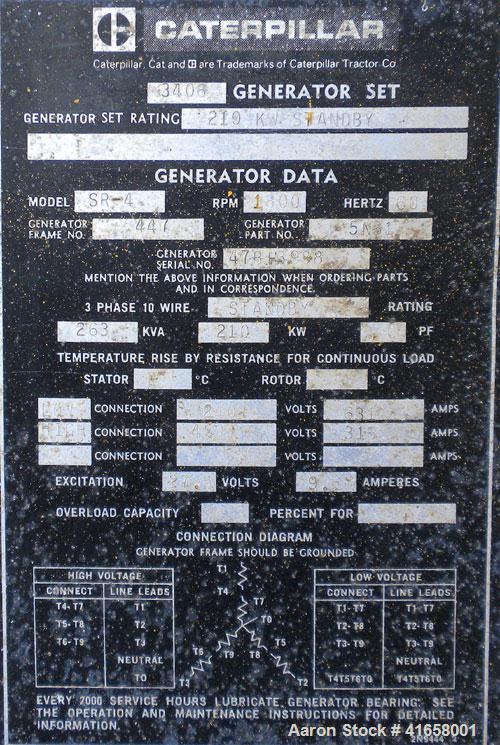 CATERPILLAR
Caterpillar, Cat and C are Trademarks of Caterpillar Tractor Co
3406 GENERATOR SET
GENERATOR SET RATING 210 KW STANDBY
GENERATOR DATA
MODEL SR-4 RPM 1800 HERTZ 60
GENERATOR FRAME NO. 447 GENERATOR PART NO.
GENERATOR SERIAL NO.
MENTION THE ABOVE INFORMATION WHEN ORDERING PARTS
AND IN CORRESPONDENCE.
3 PHASE 10 WIRE STANDBY RATING
263 KVA 210 KW PF
TEMPERATURE RISE BY RESISTANCE FOR CONTINUOUS LOAD
STATOR °C ROTOR °C
LOW CONNECTION VOLTS AMPS
HIGH CONNECTION VOLTS AMPS
CONNECTION VOLTS AMPS
EXCITATION VOLTS AMPERES
OVERLOAD CAPACITY PERCENT FOR
CONNECTION DIAGRAM
GENERATOR FRAME SHOULD BE GROUNDED
HIGH VOLTAGE
CONNECT LINE LEADS
T4-T7 T1
T5-T8 T2
T6-T9 T3
NEUTRAL
TO
T1
T4
T7
T0
T6
T9
T8
T5
T3
T2
LOW VOLTAGE
CONNECT LINE LEADS
T1-T7 T1-T7
T2-T8 T2-T8
T3-T9 T3-T9
NEUTRAL
T4T5T6T0 T4T5T6T0
EVERY 2000 SERVICE HOURS LUBRICATE GENERATOR BEARING: SEE
THE OPERATION AND MAINTENANCE INSTRUCTIONS FOR DETAILED
INFORMATION.
Aaron Stock # 41658001